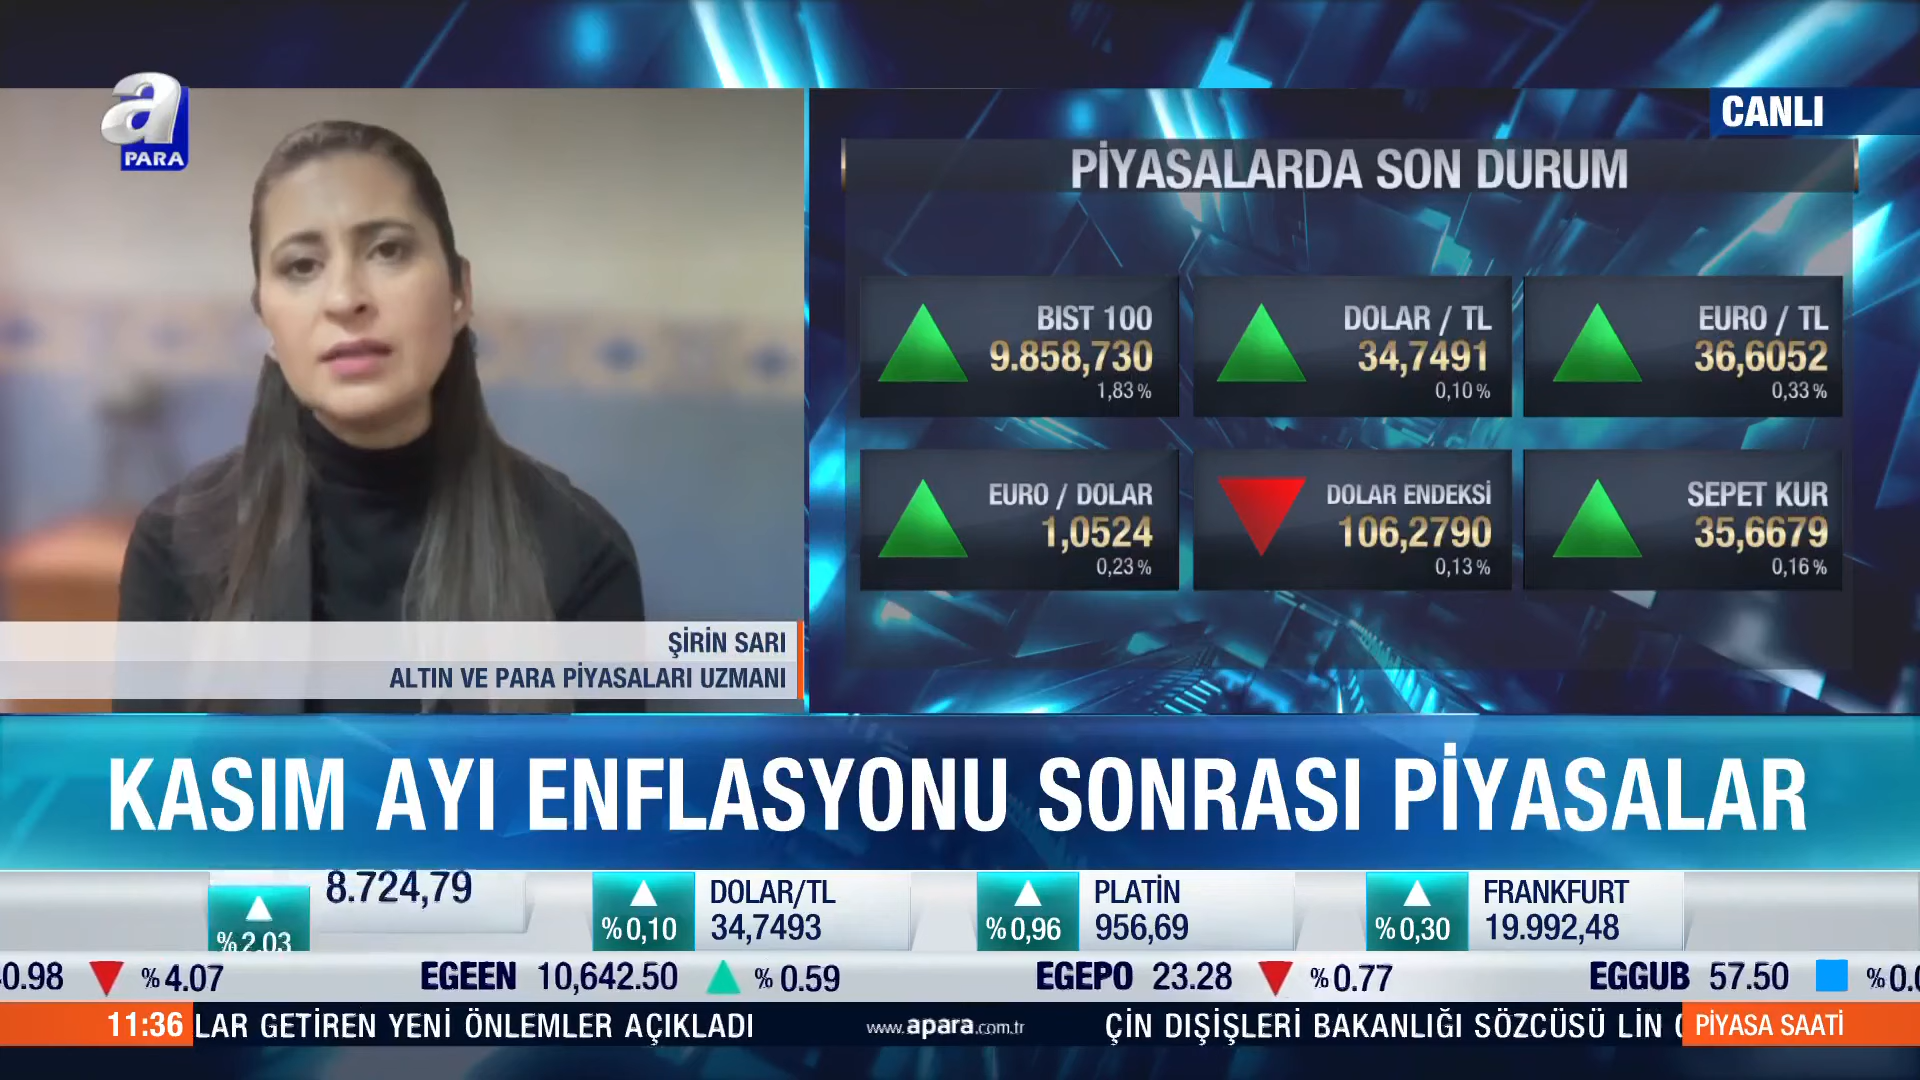 a
PARA
CANLI
PİYASALARDA SON DURUM
BIST 100
9.858,730
1,83 %
DOLAR / TL
34,7491
0,10 %
EURO / TL
36,6052
0,33 %
EURO / DOLAR
1,0524
0,23 %
DOLAR ENDEKSİ
106,2790
0,13 %
SEPET KUR
35,6679
0,16 %
ŞİRİN SARI
ALTIN VE PARA PİYASALARI UZMANI
KASIM AYI ENFLASYONU SONRASI PİYASALAR
% 2,03
8.724,79
% 0,10
DOLAR/TL
34,7493
% 0,96
PLATİN
956,69
% 0,30
FRANKFURT
19.992,48
0.98 % 4.07 EGEEN 10,642.50 % 0.59 EGEPO 23.28 % 0.77 EGGUB 57.50 % 0.0
11:36 LAR GETİREN YENİ ÖNLEMLER AÇIKLADI www.apara.com.tr ÇİN DIŞİŞLERİ BAKANLIĞI SÖZCÜSÜ LİN PİYASA SAATİ